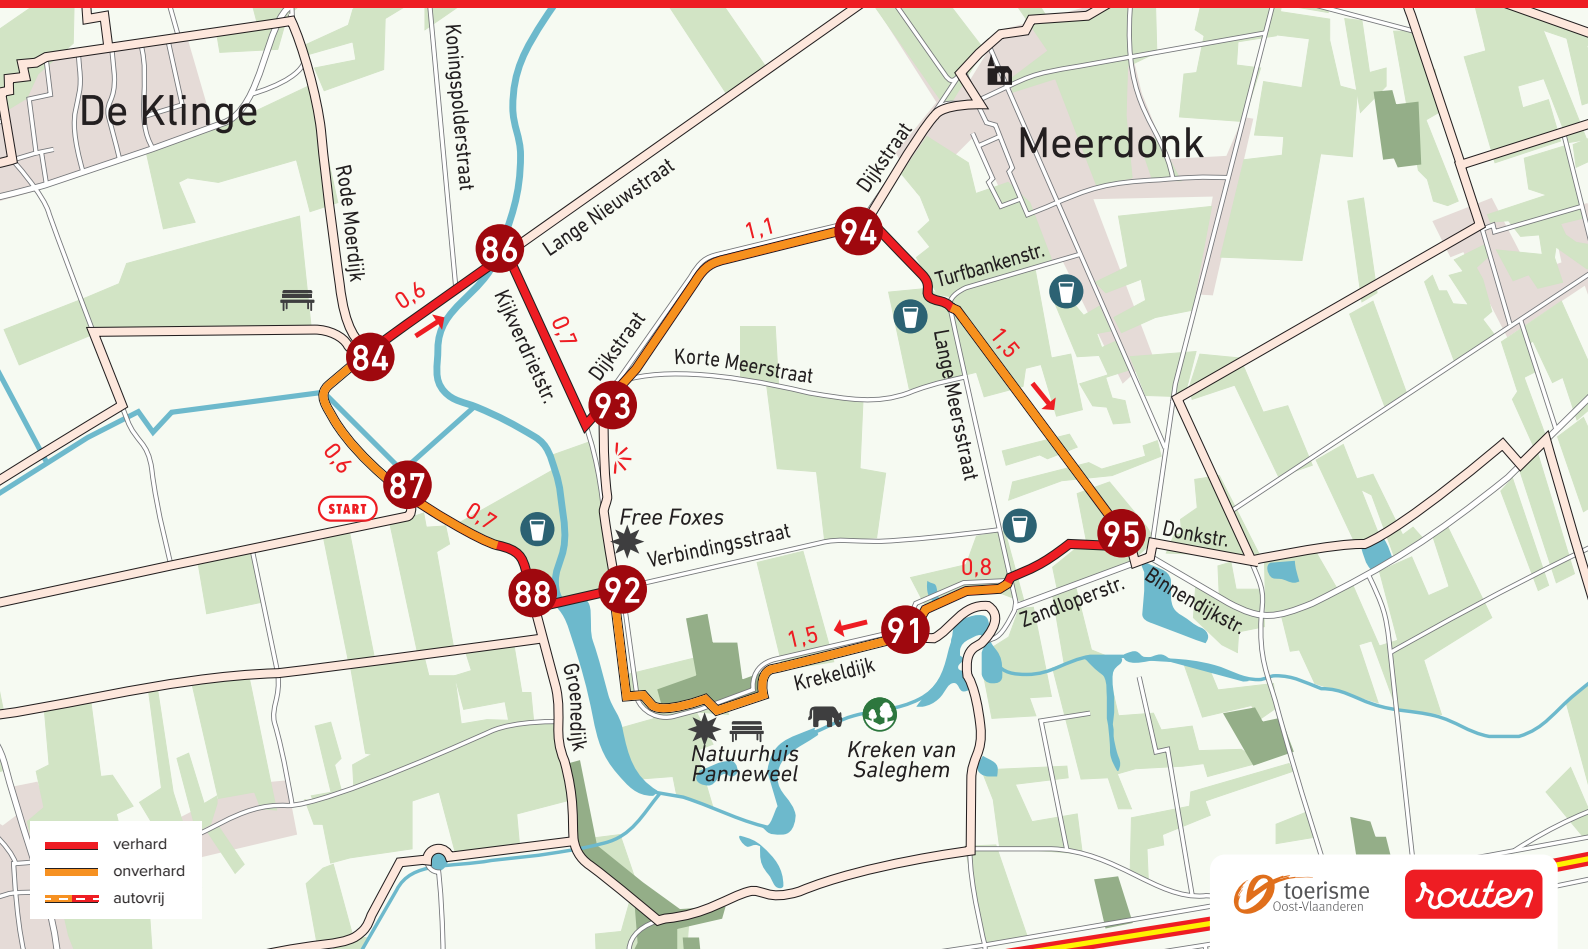 De Klinge
Koningspolderstraat
Meerdonk
Dijkstraat
Rode Moerdijk
Lange Nieuwstraat
86
94
1,1
Turfbankenstr.
0,6
Kijkverdrietstr.
0,7
Dijkstraat
84
1,5
Korte Meerstraat
Lange Meersstraat
93
0,6
87
START
0,7
Free Foxes
Verbindingsstraat
95
Donkstr.
88
92
0,8
Binnendijkstr.
Zandloperstr.
91
1,5
Krekeldijk
Groenedijk
Natuurhuis
Panneweel
Kreken van
Saleghem
verhard
onverhard
autovrij
toerisme
Oost-Vlaanderen
routen